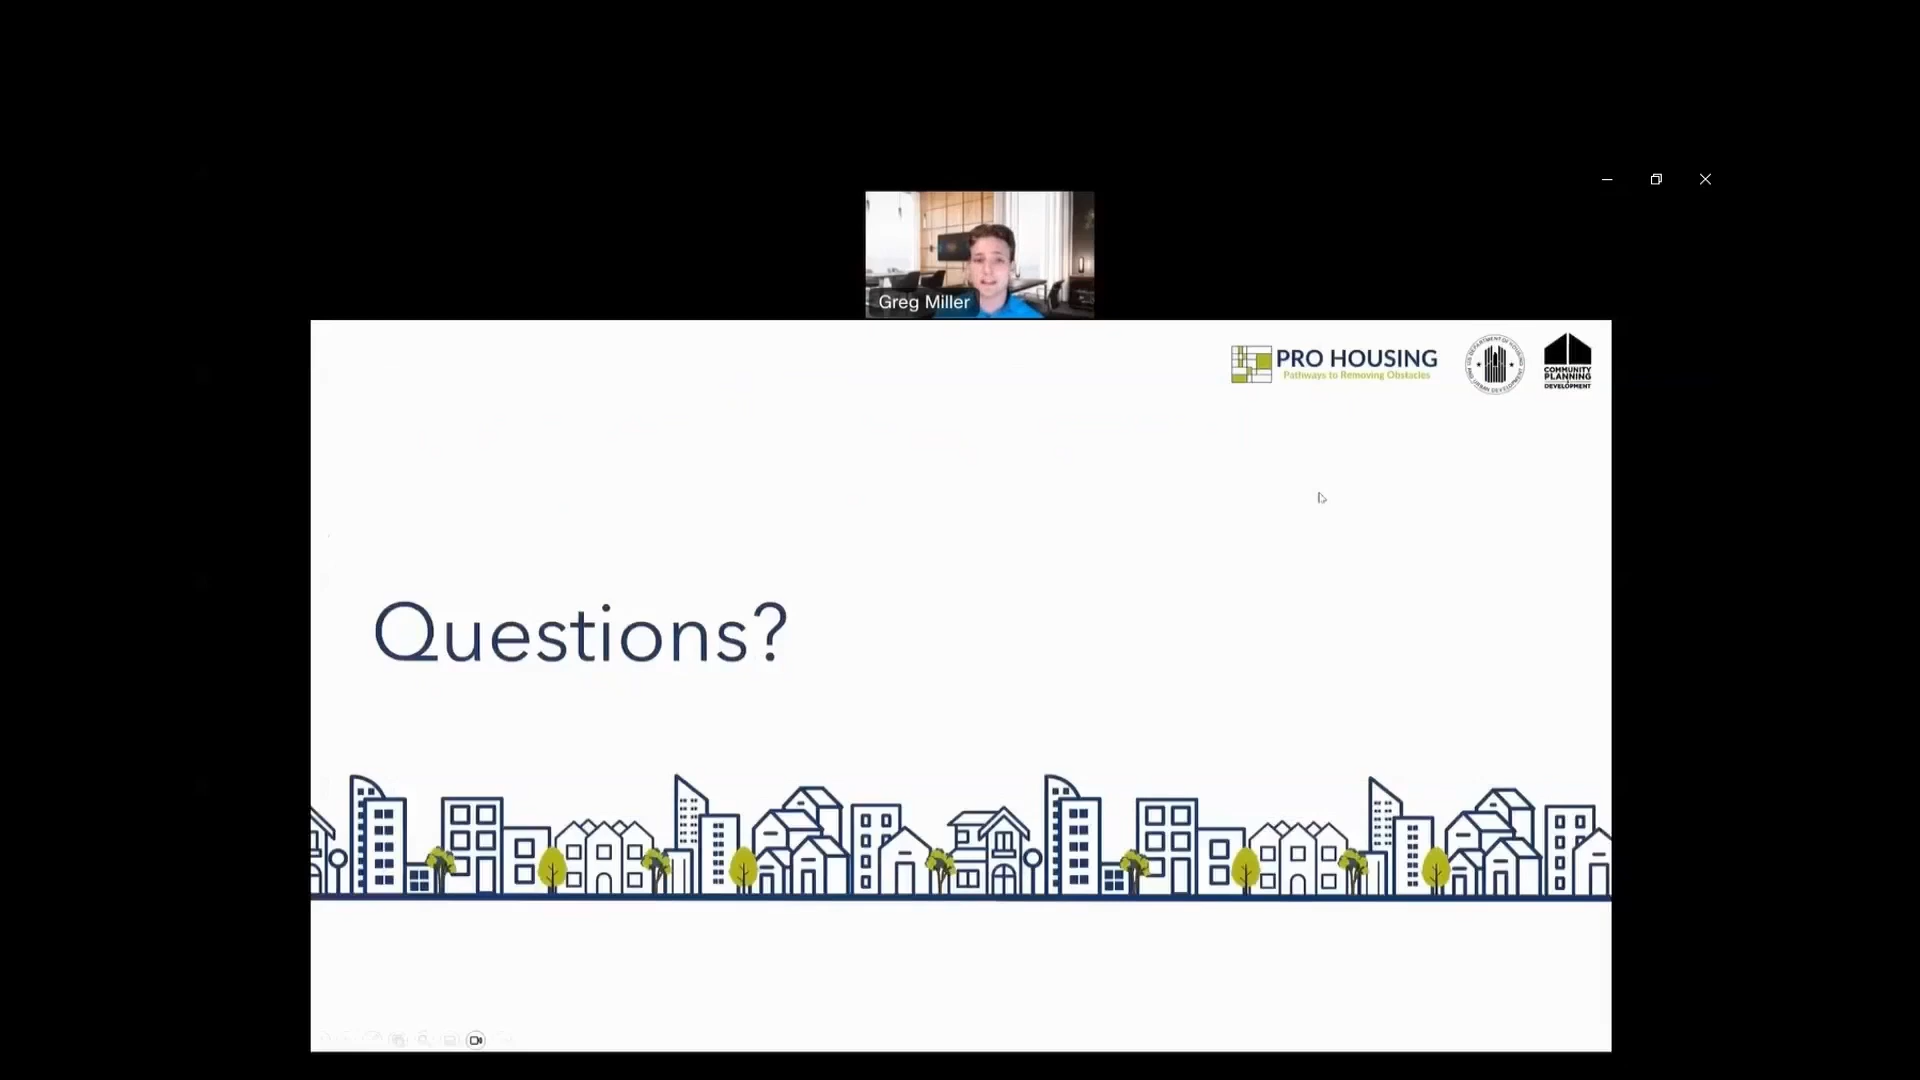 Greg Miller
PRO HOUSING
Pathways to Removing Obstacles
COMMUNITY
PLANNING
DEVELOPMENT
Questions?